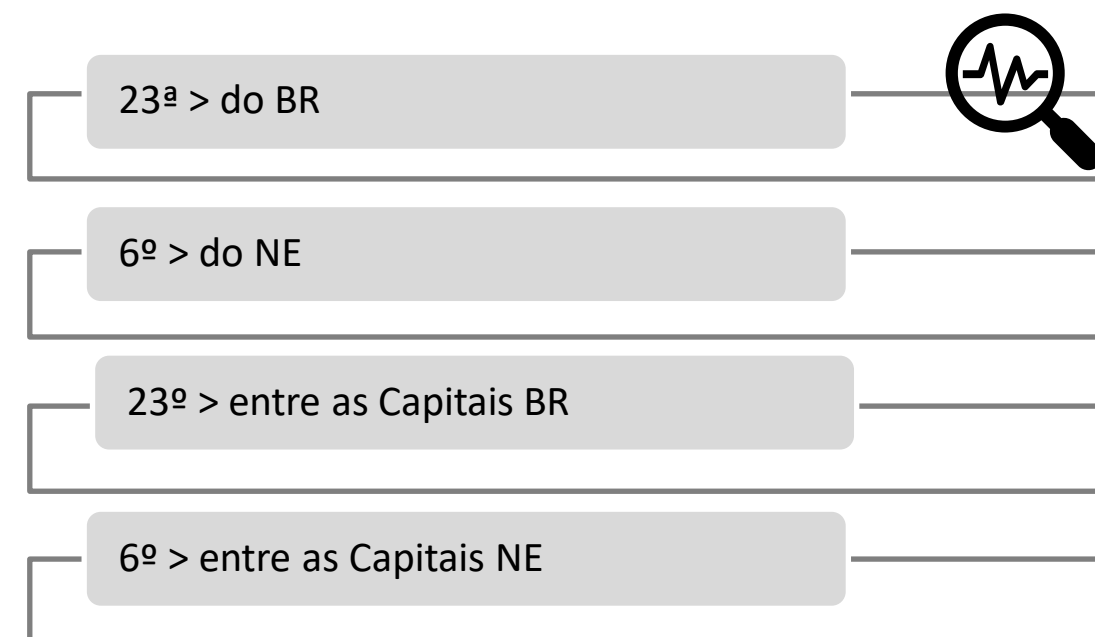 23ª > do BR
6º > do NE
23º > entre as Capitais BR
6º > entre as Capitais NE